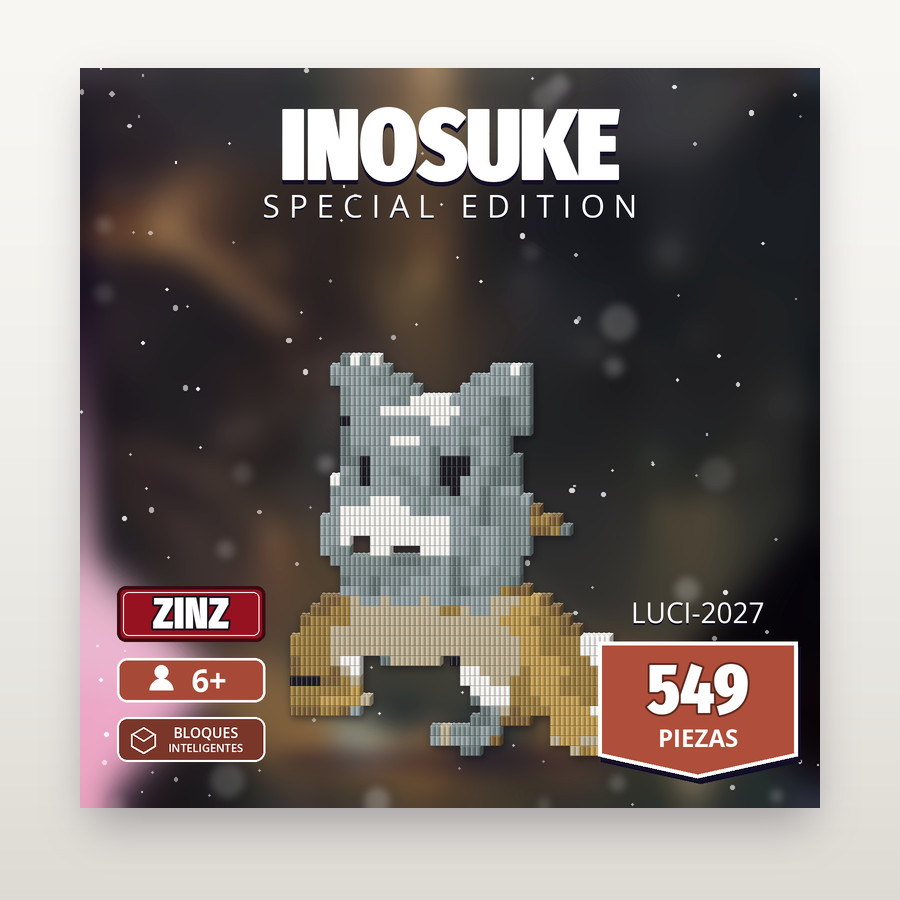 INOSUKE
SPECIAL EDITION
ZINZ
6+
BLOQUES
INTELIGENTES
LUCI-2027
549
PIEZAS